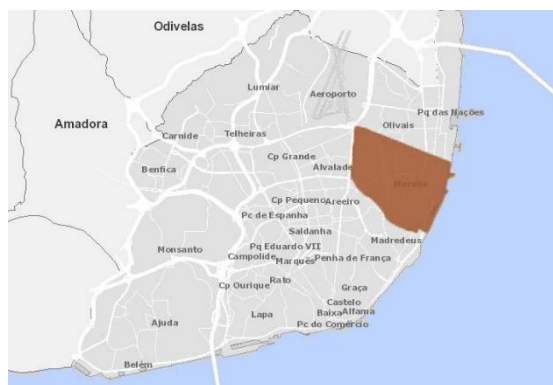 Odivelas
Lumiar
Aeroporto
Amadora
Pq das Nações
Olivais
Carnide
Telheiras
Cp Grande
Benfica
Alvalade
Marvila
Cp Pequeno
Areeiro
Pc de Espanha
Saldanha
Madredeus
Monsanto
Pq Eduardo VII
Campolide
Marquês
Penha de França
Rato
Cp Ourique
Graça
Castelo
Lapa
Baixa
Alfama
Ajuda
Pc do Comércio
Belém